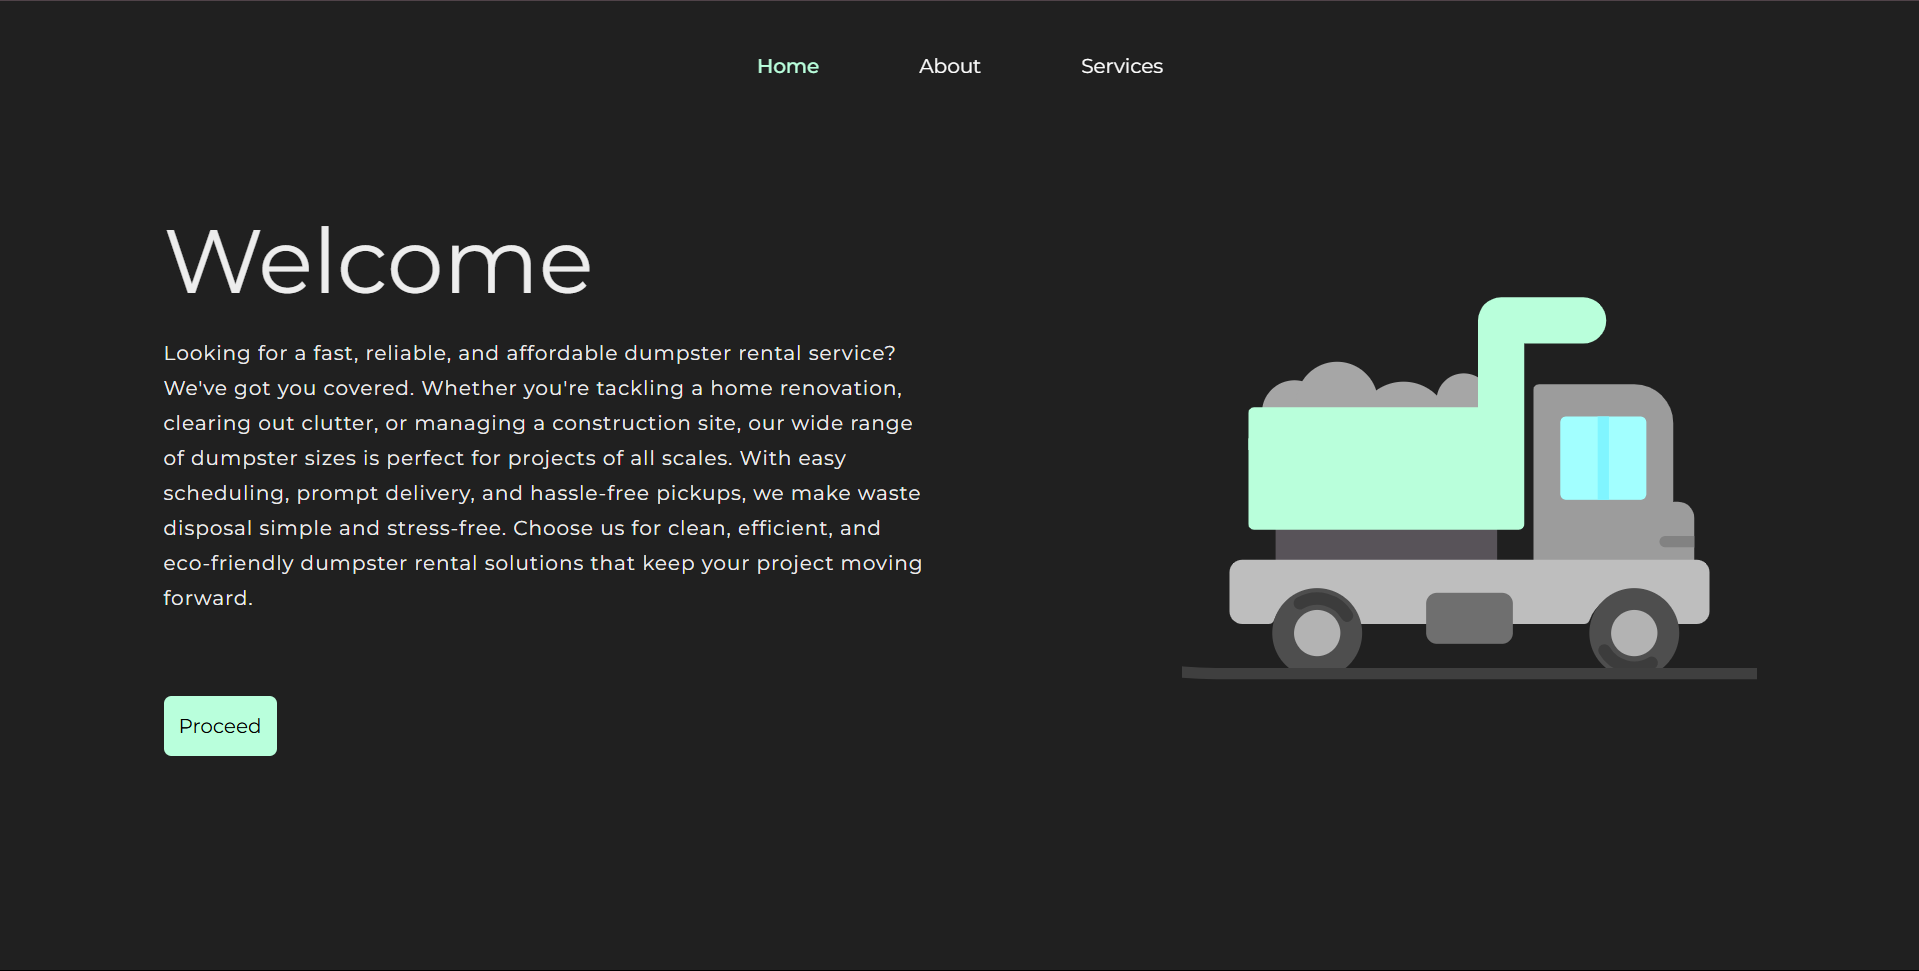 Home
About
Services
Welcome
Looking for a fast, reliable, and affordable dumpster rental service?
We've got you covered. Whether you're tackling a home renovation,
clearing out clutter, or managing a construction site, our wide range
of dumpster sizes is perfect for projects of all scales. With easy
scheduling, prompt delivery, and hassle-free pickups, we make waste
disposal simple and stress-free. Choose us for clean, efficient, and
eco-friendly dumpster rental solutions that keep your project moving
forward.
Proceed